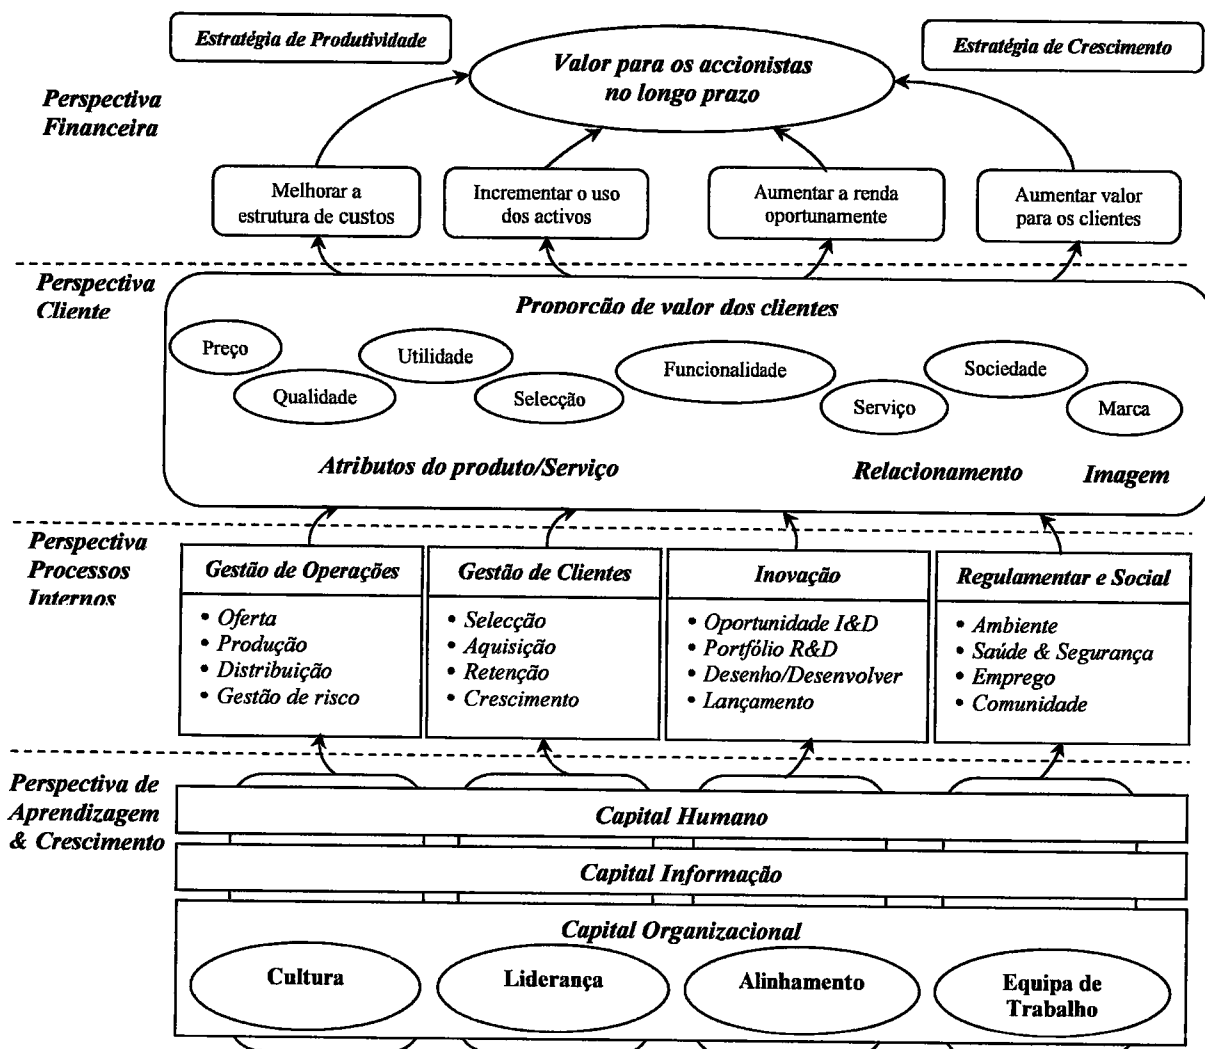 Estratégia de Produtividade
Valor para os accionistas
no longo prazo
Estratégia de Crescimento
Perspectiva
Financeira
Melhorar a
estrutura de custos
Incrementar o uso
dos activos
Aumentar a renda
oportunamente
Aumentar valor
para os clientes
Perspectiva
Cliente
Proporcão de valor dos clientes
Preço
Utilidade
Funcionalidade
Sociedade
Qualidade
Selecção
Serviço
Marca
Atributos do produto/Serviço
Relacionamento
Imagem
Perspectiva
Processos
Internos
Gestão de Operações
• Oferta
• Produção
• Distribuição
• Gestão de risco
Gestão de Clientes
• Selecção
• Aquisição
• Retenção
• Crescimento
Inovação
• Oportunidade I&D
• Portfólio R&D
• Desenho/Desenvolver
• Lançamento
Regulamentar e Social
• Ambiente
• Saúde & Segurança
• Emprego
• Comunidade
Perspectiva de
Aprendizagem
& Crescimento
Capital Humano
Capital Informação
Capital Organizacional
Cultura
Liderança
Alinhamento
Equipa de
Trabalho